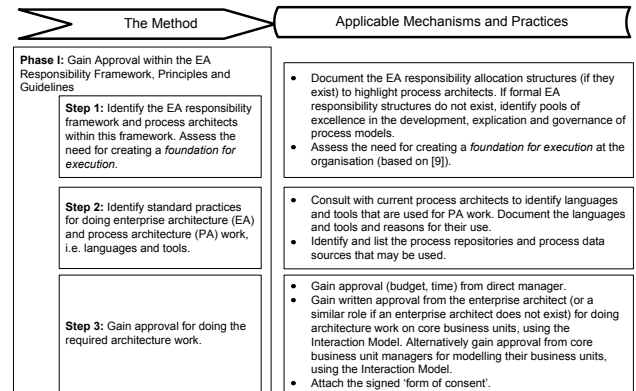 The Method
Applicable Mechanisms and Practices
Phase I: Gain Approval within the EA
Responsibility Framework, Principles and
Guidelines
Step 1: Identify the EA responsibility
framework and process architects
within this framework. Assess the
need for creating a foundation for
execution.
• Document the EA responsibility allocation structures (if they
exist) to highlight process architects. If formal EA
responsibility structures do not exist, identify pools of
excellence in the development, explication and governance of
process models.
• Assess the need for creating a foundation for execution at the
organisation (based on [9]).
Step 2: Identify standard practices
for doing enterprise architecture (EA)
and process architecture (PA) work,
i.e. languages and tools.
• Consult with current process architects to identify languages
and tools that are used for PA work. Document the languages
and tools and reasons for their use.
• Identify and list the process repositories and process data
sources that may be used.
Step 3: Gain approval for doing the
required architecture work.
• Gain approval (budget, time) from direct manager.
• Gain written approval from the enterprise architect (or a
similar role if an enterprise architect does not exist) for doing
architecture work on core business units, using the
Interaction Model. Alternatively gain approval from core
business unit managers for modelling their business units,
using the Interaction Model.
• Attach the signed 'form of consent'.